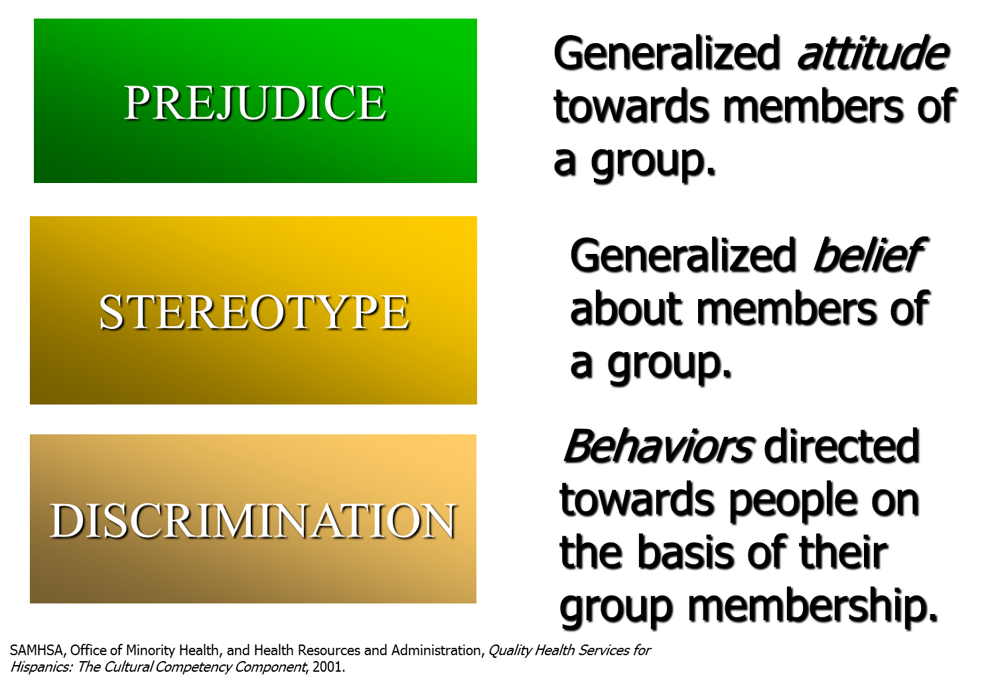 PREJUDICE
Generalized attitude
towards members of
a group.
STEREOTYPE
Generalized belief
about members of
a group.
DISCRIMINATION
Behaviors directed
towards people on
the basis of their
group membership.
SAMHSA, Office of Minority Health, and Health Resources and Administration, Quality Health Services for
Hispanics: The Cultural Competency Component, 2001.